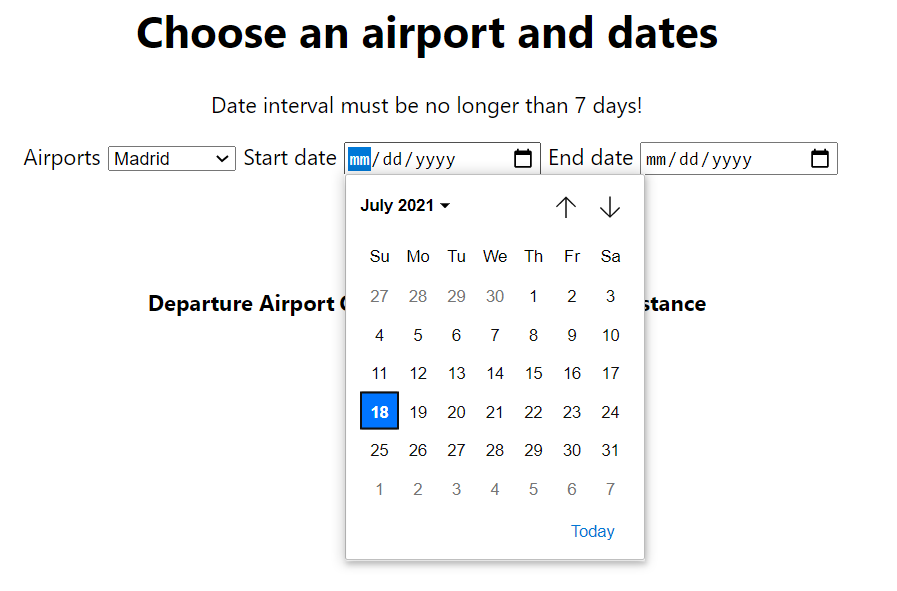 Choose an airport and dates
Date interval must be no longer than 7 days!
Airports Madrid Start date mm/dd/yyyy End date mm/dd/yyyy
July 2021
Su Mo Tu We Th Fr Sa
27 28 29 30 1 2 3
Departure Airport stance
4 5 6 7 8 9 10
11 12 13 14 15 16 17
18 19 20 21 22 23 24
25 26 27 28 29 30 31
1 2 3 4 5 6 7
Today